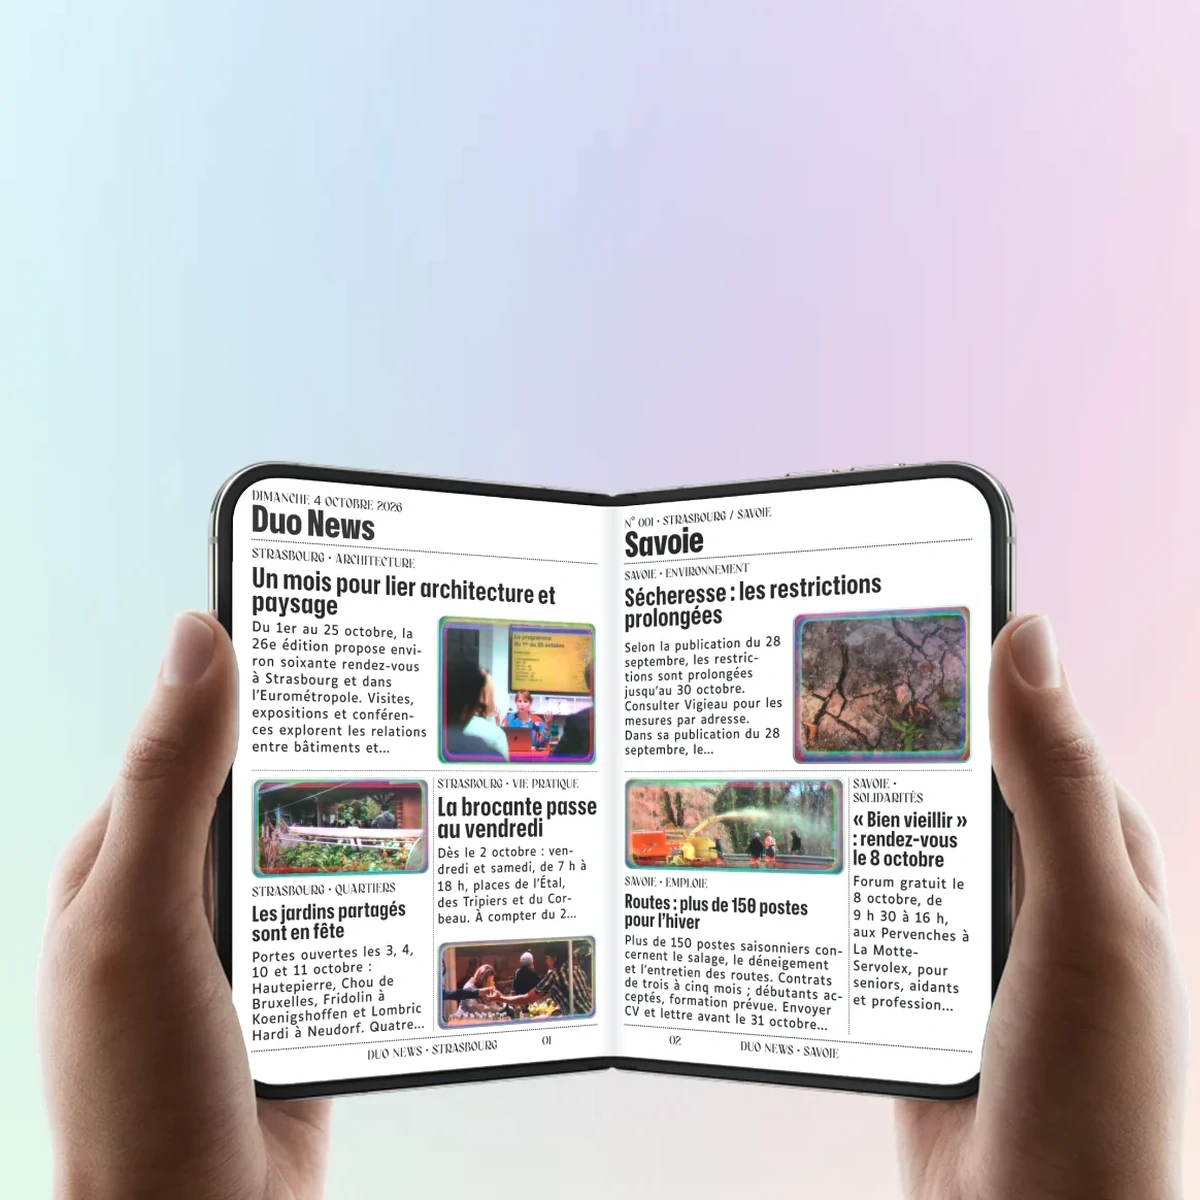 DIMANCHE 4 OCTOBRE 2026
Duo News
STRASBOURG • ARCHITECTURE
Un mois pour lier architecture et
paysage
Du 1er au 25 octobre, la
26e édition propose envi-
ron soixante rendez-vous
à Strasbourg et dans
l’Eurométropole. Visites,
expositions et conféren-
ces explorent les relations
entre bâtiments et...
La programme
du 1er au 25 octobre
STRASBOURG • QUARTIERS
Les jardins partagés
sont en fête
Portes ouvertes les 3, 4,
10 et 11 octobre :
Hautepierre, Chou de
Bruxelles, Fridolin à
Koenigshoffen et Lombric
Hardi à Neudorf. Quatre...
STRASBOURG • VIE PRATIQUE
La brocante passe
au vendredi
Dès le 2 octobre : ven-
dredi et samedi, de 7 h à
18 h, places de l’Étal,
des Tripiers et du Cor-
beau. À compter du 2...
DUO NEWS • STRASBOURG
01
N° 001 • STRASBOURG / SAVOIE
Savoie
SAVOIE • ENVIRONNEMENT
Sécheresse : les restrictions
prolongées
Selon la publication du 28
septembre, les restric-
tions sont prolongées
jusqu’au 30 octobre.
Consulter Vigieau pour les
mesures par adresse.
Dans sa publication du 28
septembre, le...
SAVOIE • EMPLOIE
Routes : plus de 150 postes
pour l’hiver
Plus de 150 postes saisonniers con-
cernent le salage, le déneigement
et l’entretien des routes. Contrats
de trois à cinq mois ; débutants ac-
ceptés, formation prévue. Envoyer
CV et lettre avant le 31 octobre...
SAVOIE •
SOLIDARITÉS
« Bien vieillir »
: rendez-vous
le 8 octobre
Forum gratuit le
8 octobre, de
9 h 30 à 16 h,
aux Pervenches à
La Motte-
Servolex, pour
seniors, aidants
et profession...
02
DUO NEWS • SAVOIE